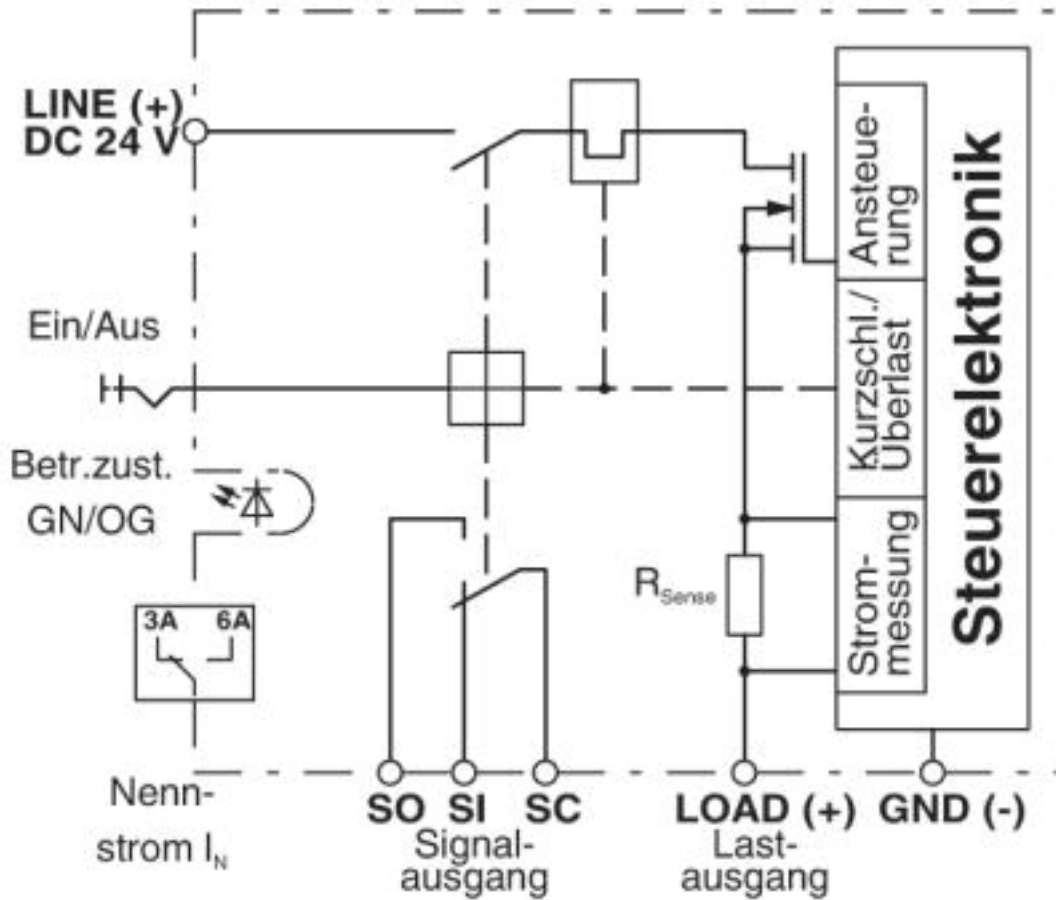 LINE (+)
DC 24 V
Ein/Aus
Betr.zust.
GN/OG
3A 6A
Nenn-
strom IN
SO SI SC
Signal-
ausgang
RSense
LOAD (+)
Last-
ausgang
GND (-)
Ansteue-
rung
Kurzschl./
Überlast
Strom-
messung
Steuerelektronik